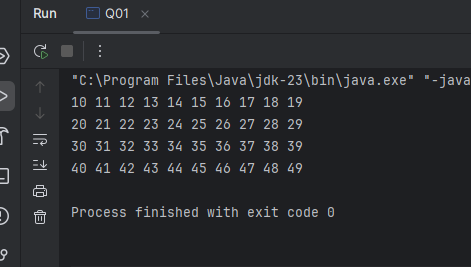 Run Q01
"C:\Program Files\Java\jdk-23\bin\java.exe" "-java
10 11 12 13 14 15 16 17 18 19
20 21 22 23 24 25 26 27 28 29
30 31 32 33 34 35 36 37 38 39
40 41 42 43 44 45 46 47 48 49
Process finished with exit code 0